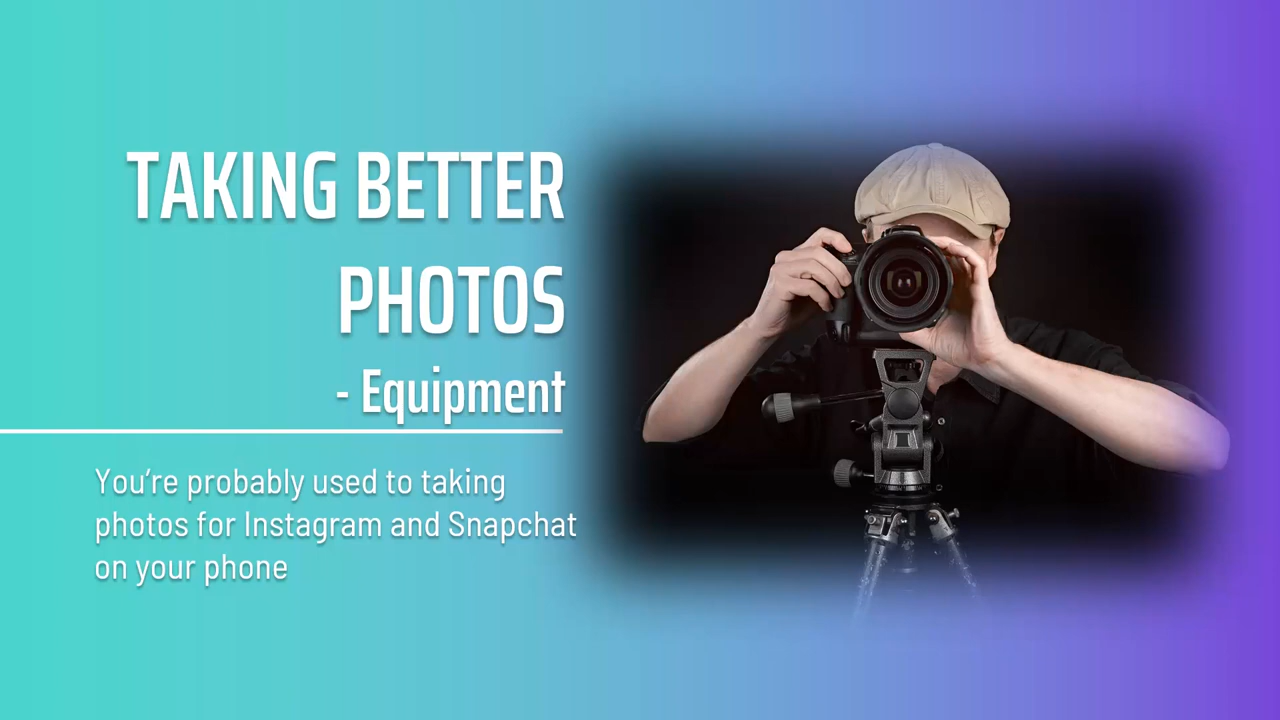 TAKING BETTER
PHOTOS
- Equipment
You’re probably used to taking
photos for Instagram and Snapchat
on your phone